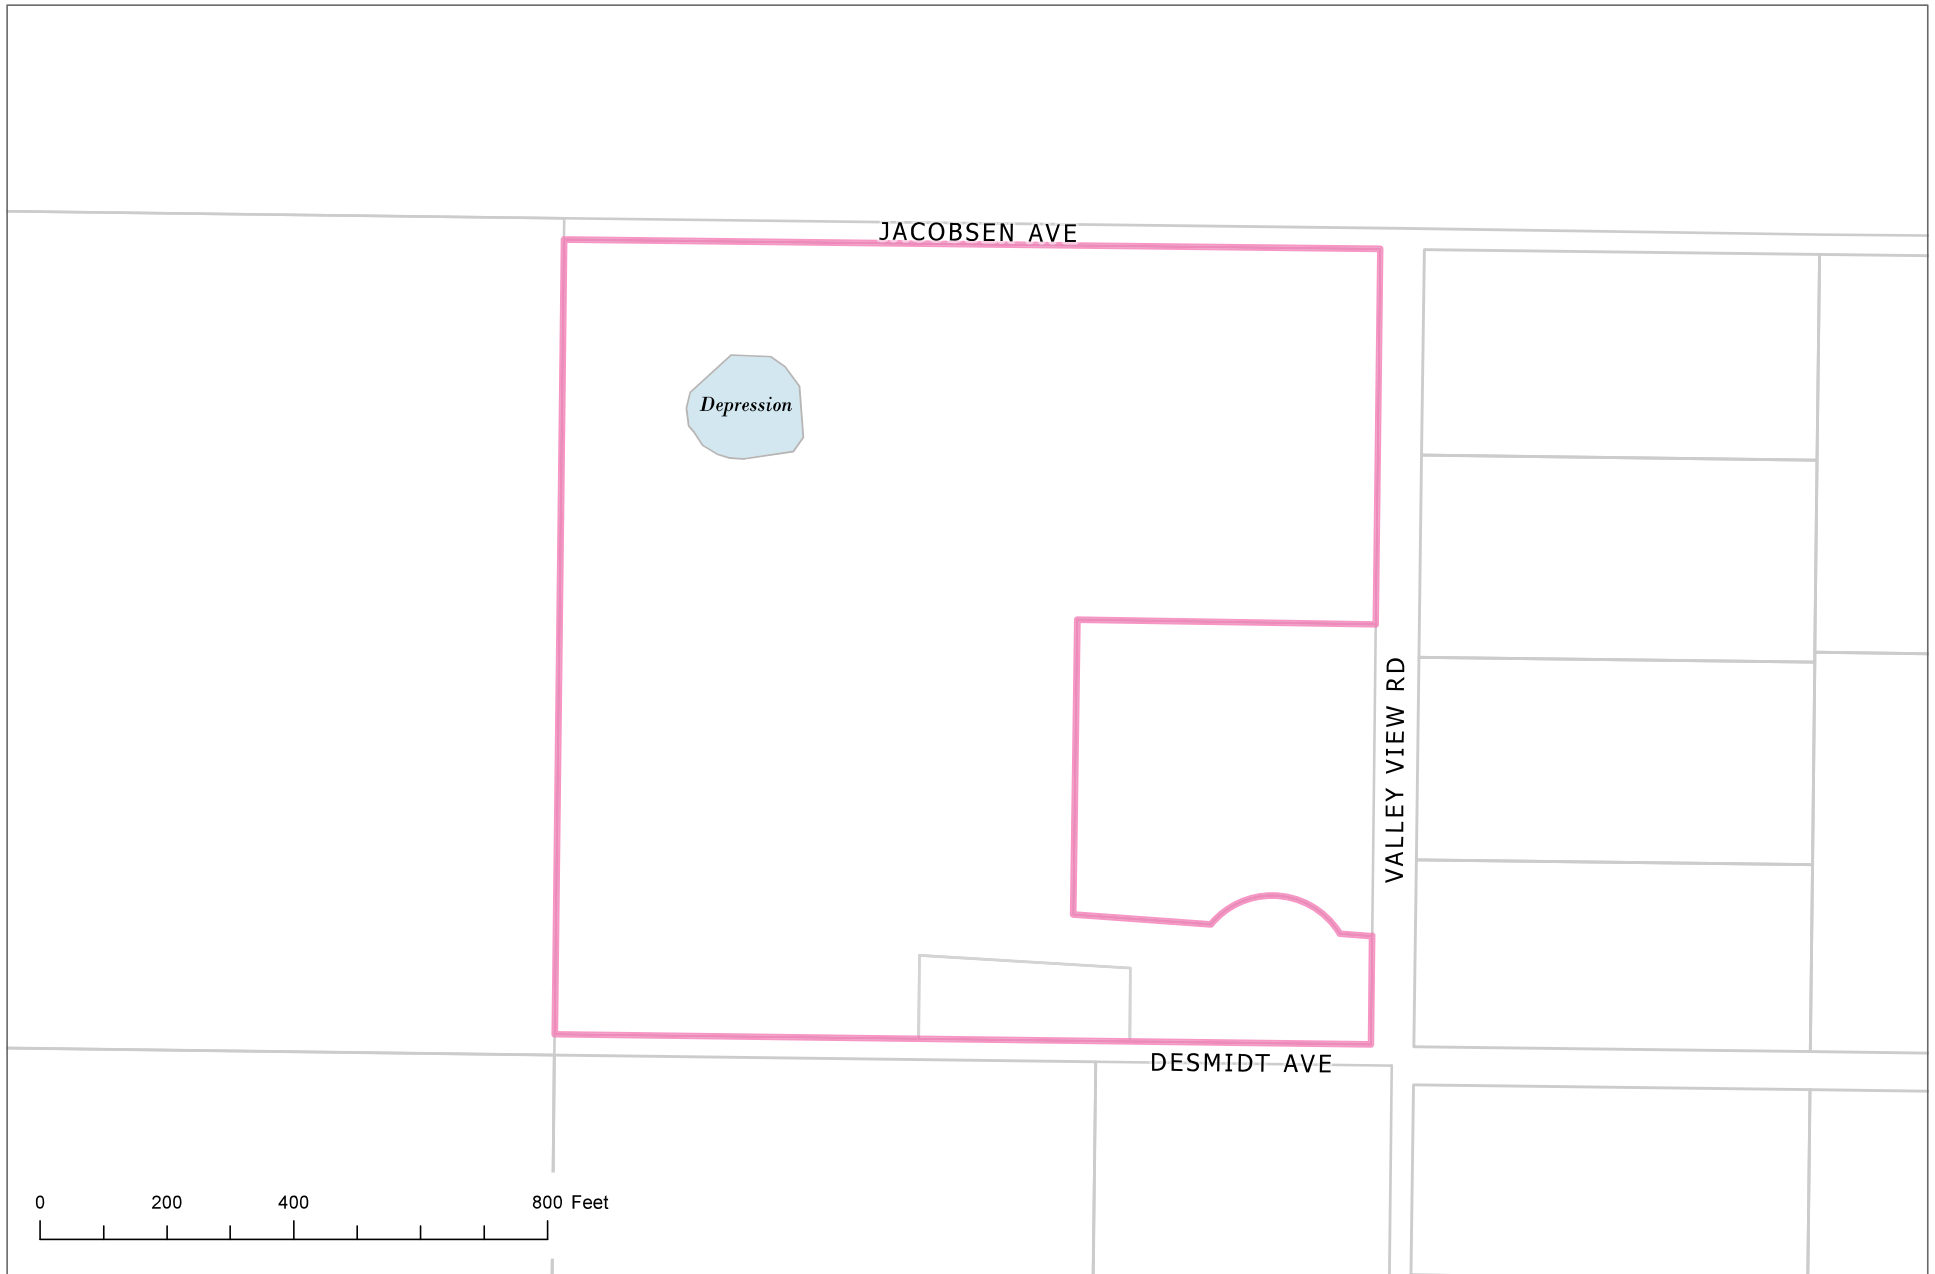 JACOBSEN AVE
Depression
VALLEY VIEW RD
DESMIDT AVE
0 200 400 800 Feet